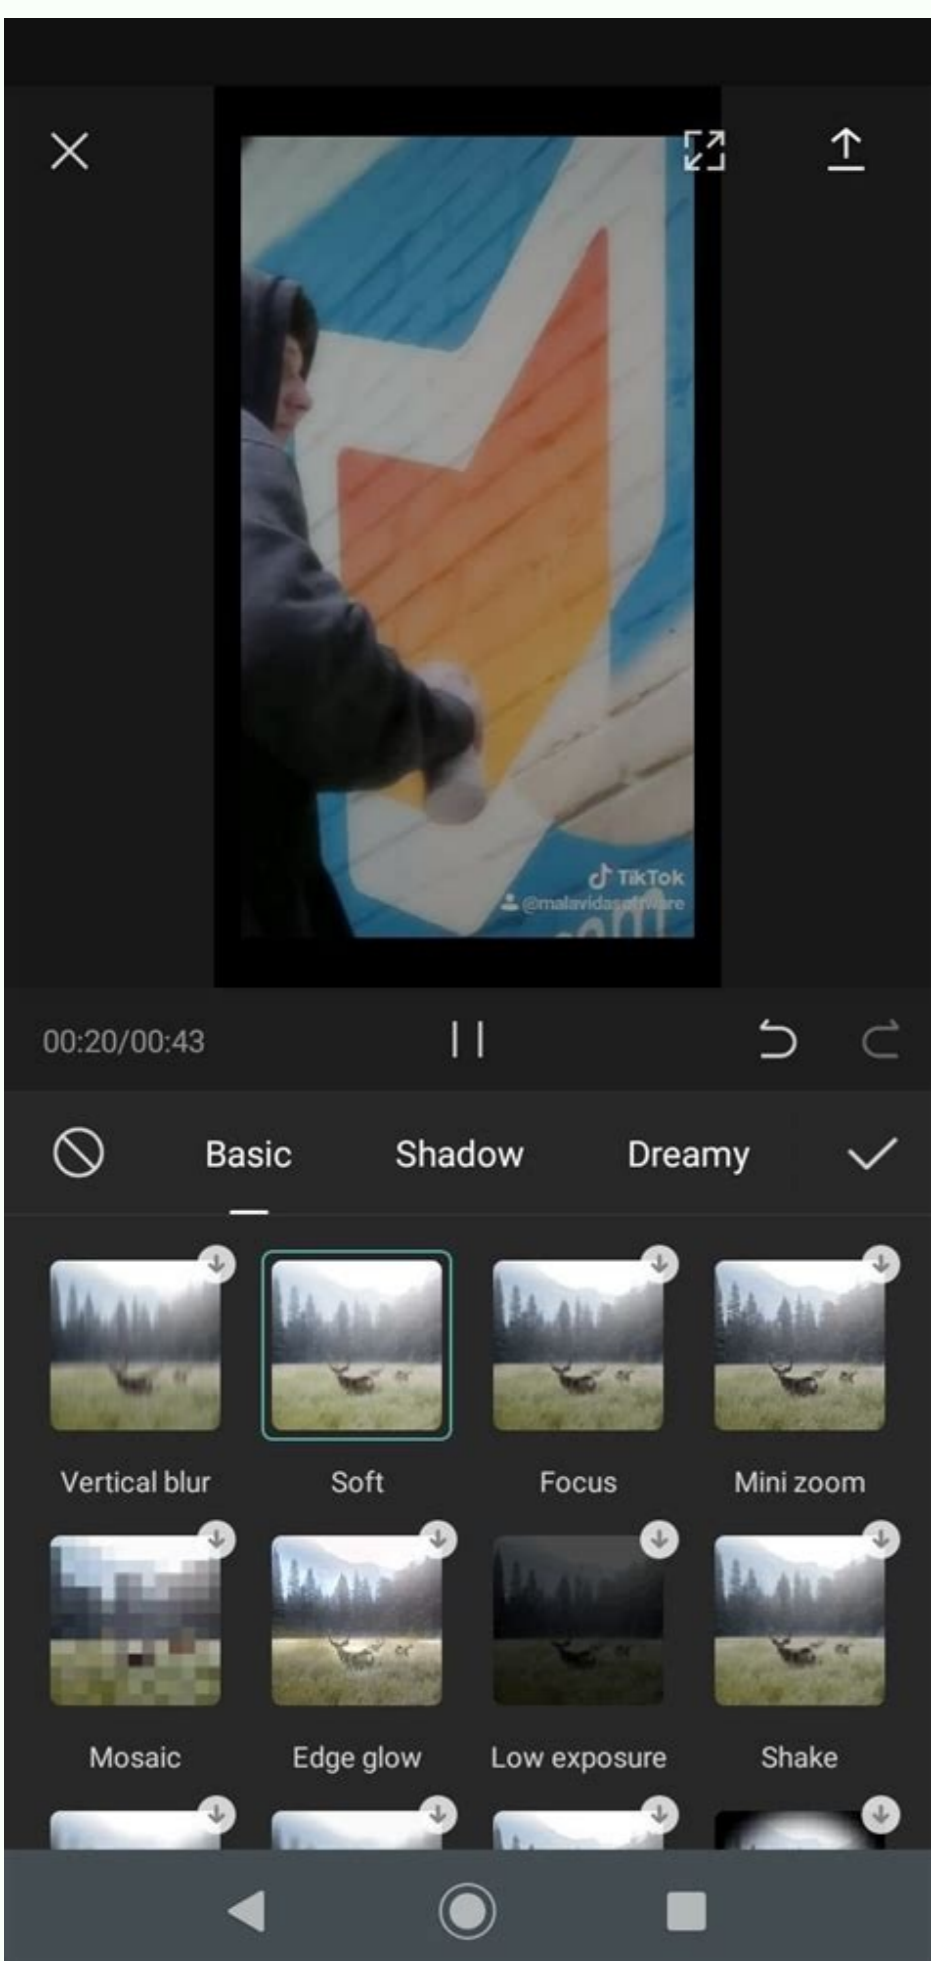 TikTok
@malavidasoftware
00:20/00:43
Basic Shadow Dreamy
Vertical blur Soft Focus Mini zoom
Mosaic Edge glow Low exposure Shake